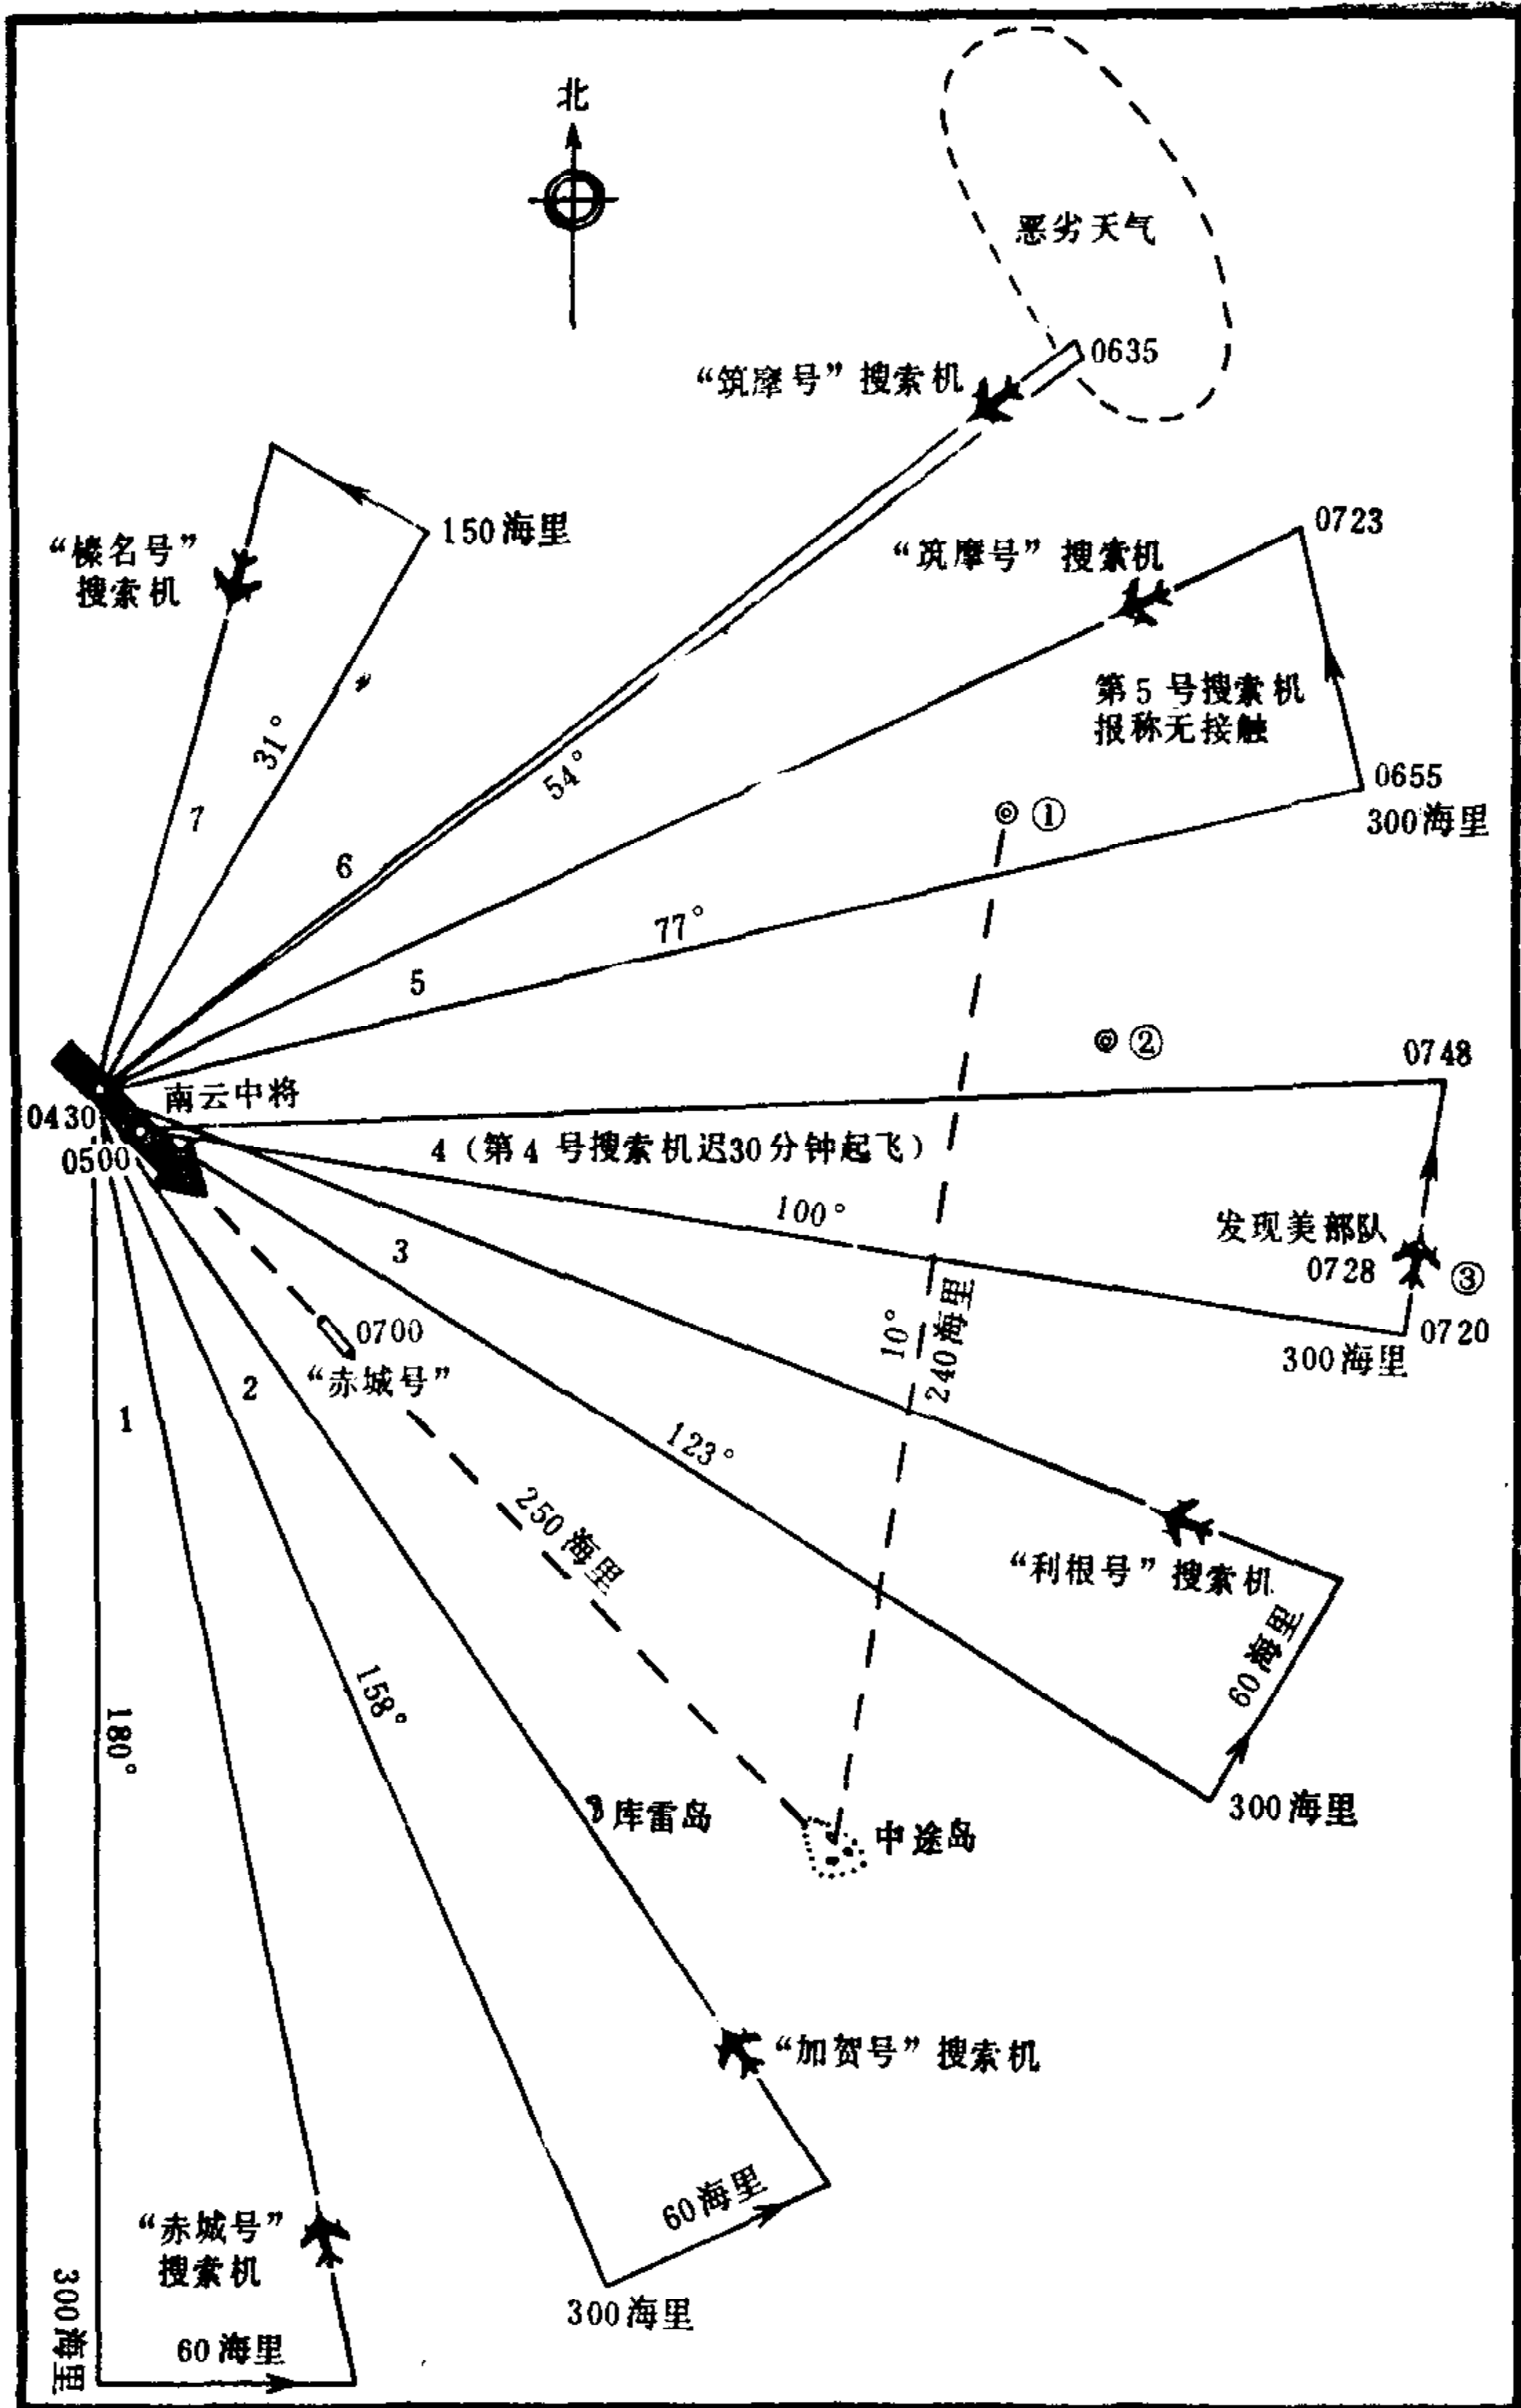 北
恶劣天气
0635
“筑摩号”搜索机
150海里
“榛名号”
搜索机
0723
“筑摩号”搜索机
第5号搜索机
报称无接触
31°
54°
0655
300海里
7
①
6
77°
5
②
0748
南云中将
0430
0500
4（第4号搜索机迟30分钟起飞）
100°
发现美部队
0728
③
3
0700
0720
“赤城号”
10°
240海里
300海里
2
1
123°
250海里
“利根号”搜索机
60海里
158°
180°
300海里
库雷岛
中途岛
“加贺号”搜索机
60海里
“赤城号”
搜索机
300海里
300海里
60海里